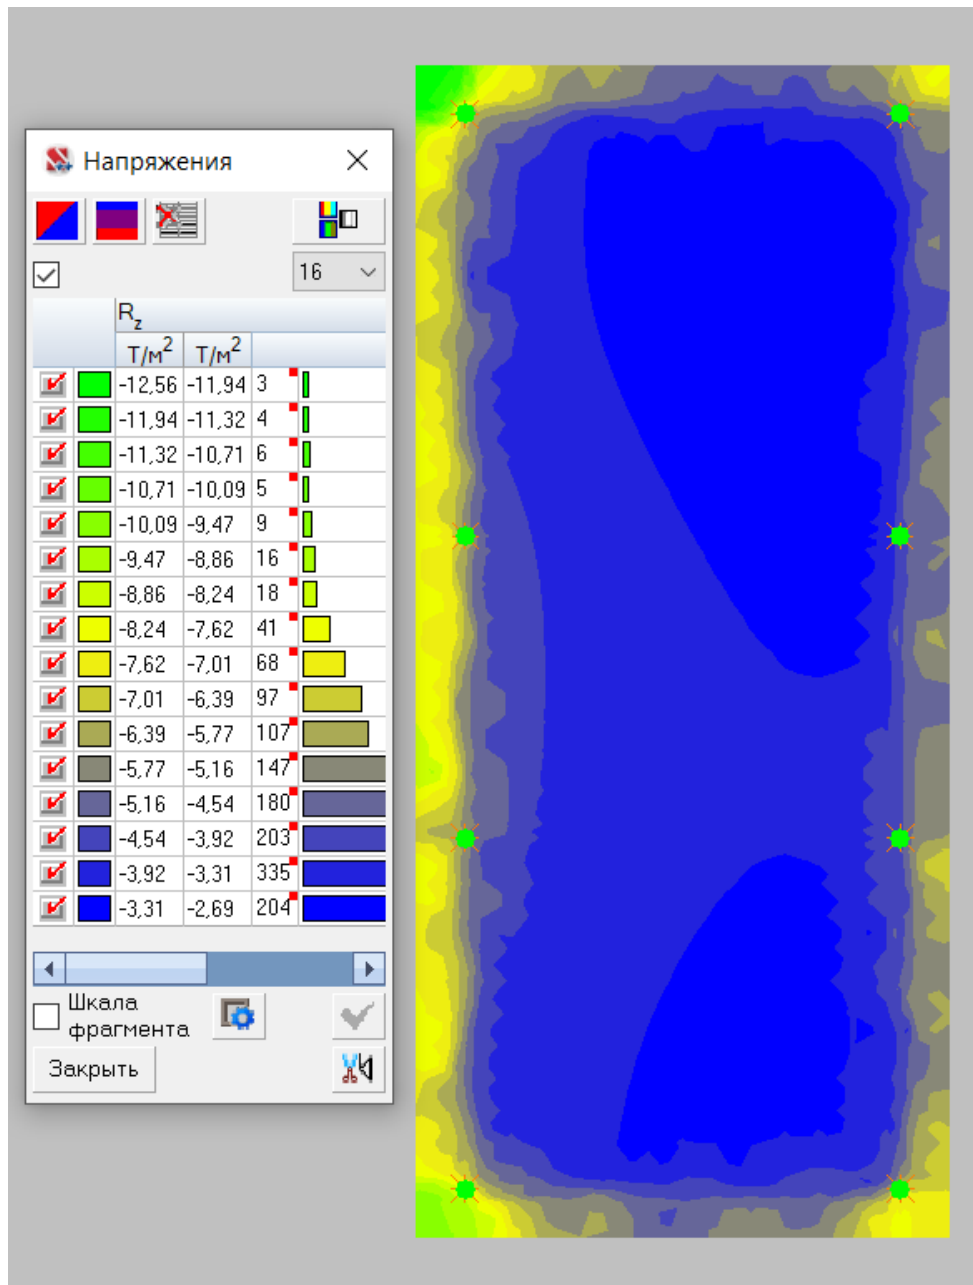 Напряжения
16
Rz
Т/м2 Т/м2
-12,56 -11,94 3
-11,94 -11,32 4
-11,32 -10,71 6
-10,71 -10,09 5
-10,09 -9,47 9
-9,47 -8,86 16
-8,86 -8,24 18
-8,24 -7,62 41
-7,62 -7,01 68
-7,01 -6,39 97
-6,39 -5,77 107
-5,77 -5,16 147
-5,16 -4,54 180
-4,54 -3,92 203
-3,92 -3,31 335
-3,31 -2,69 204
Шкала
фрагмента
Закрыть